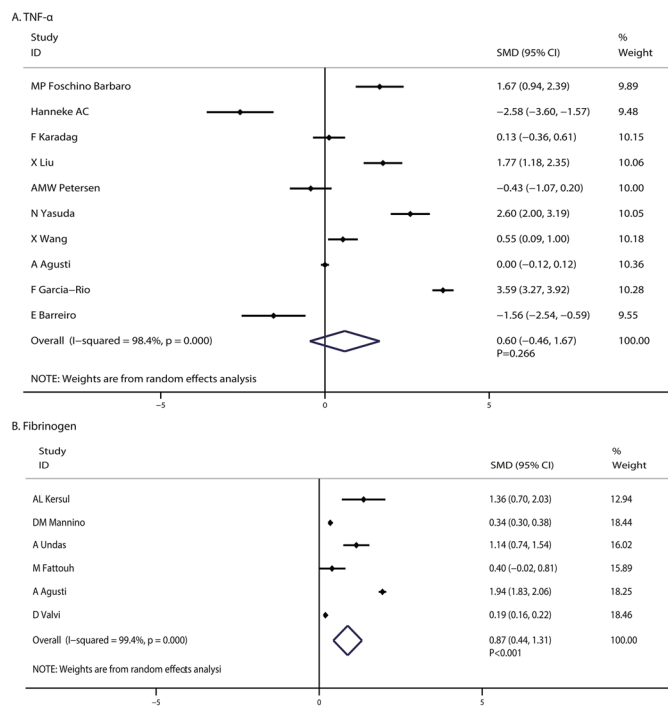 A. TNF-α
Study %
ID SMD (95% CI) Weight
MP Foschino Barbaro 1.67 (0.94, 2.39) 9.89
Hanneke AC −2.58 (−3.60, −1.57) 9.48
F Karadag 0.13 (−0.36, 0.61) 10.15
X Liu 1.77 (1.18, 2.35) 10.06
AMW Petersen −0.43 (−1.07, 0.20) 10.00
N Yasuda 2.60 (2.00, 3.19) 10.05
X Wang 0.55 (0.09, 1.00) 10.18
A Agusti 0.00 (−0.12, 0.12) 10.36
F Garcia−Rio 3.59 (3.27, 3.92) 10.28
E Barreiro −1.56 (−2.54, −0.59) 9.55
Overall (I−squared = 98.4%, p = 0.000) 0.60 (−0.46, 1.67) 100.00
P=0.266
NOTE: Weights are from random effects analysis
−5 0 5
B. Fibrinogen
Study %
ID SMD (95% CI) Weight
AL Kersul 1.36 (0.70, 2.03) 12.94
DM Mannino 0.34 (0.30, 0.38) 18.44
A Undas 1.14 (0.74, 1.54) 16.02
M Fattouh 0.40 (−0.02, 0.81) 15.89
A Agusti 1.94 (1.83, 2.06) 18.25
D Valvi 0.19 (0.16, 0.22) 18.46
Overall (I−squared = 99.4%, p = 0.000) 0.87 (0.44, 1.31) 100.00
P<0.001
NOTE: Weights are from random effects analysi
−5 0 5